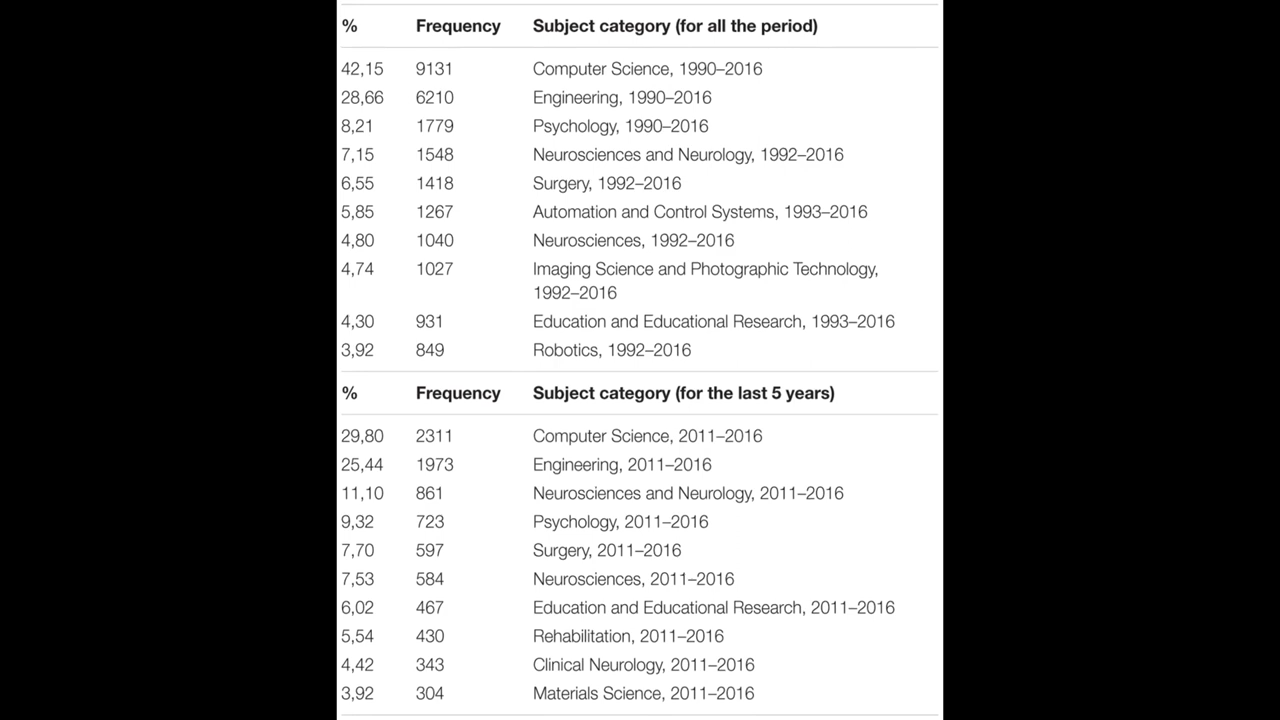 % Frequency Subject category (for all the period)
42,15 9131 Computer Science, 1990–2016
28,66 6210 Engineering, 1990–2016
8,21 1779 Psychology, 1990–2016
7,15 1548 Neurosciences and Neurology, 1992–2016
6,55 1418 Surgery, 1992–2016
5,85 1267 Automation and Control Systems, 1993–2016
4,80 1040 Neurosciences, 1992–2016
4,74 1027 Imaging Science and Photographic Technology,
1992–2016
4,30 931 Education and Educational Research, 1993–2016
3,92 849 Robotics, 1992–2016
% Frequency Subject category (for the last 5 years)
29,80 2311 Computer Science, 2011–2016
25,44 1973 Engineering, 2011–2016
11,10 861 Neurosciences and Neurology, 2011–2016
9,32 723 Psychology, 2011–2016
7,70 597 Surgery, 2011–2016
7,53 584 Neurosciences, 2011–2016
6,02 467 Education and Educational Research, 2011–2016
5,54 430 Rehabilitation, 2011–2016
4,42 343 Clinical Neurology, 2011–2016
3,92 304 Materials Science, 2011–2016